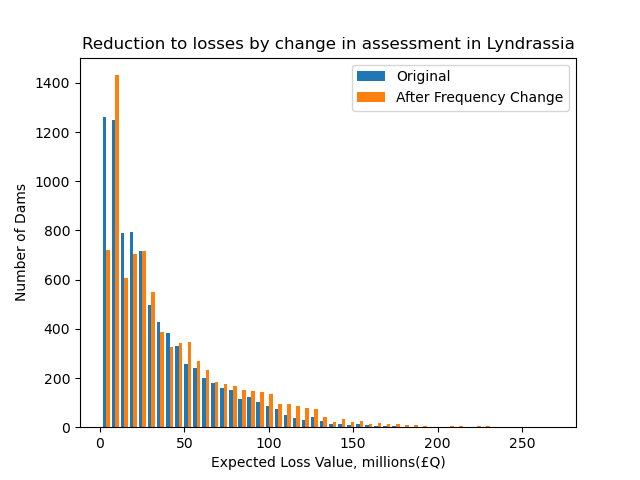 Reduction to losses by change in assessment in Lyndrassia
Original
After Frequency Change
1400
1200
1000
800
600
400
200
0
Number of Dams
0 50 100 150 200 250
Expected Loss Value, millions(£Q)